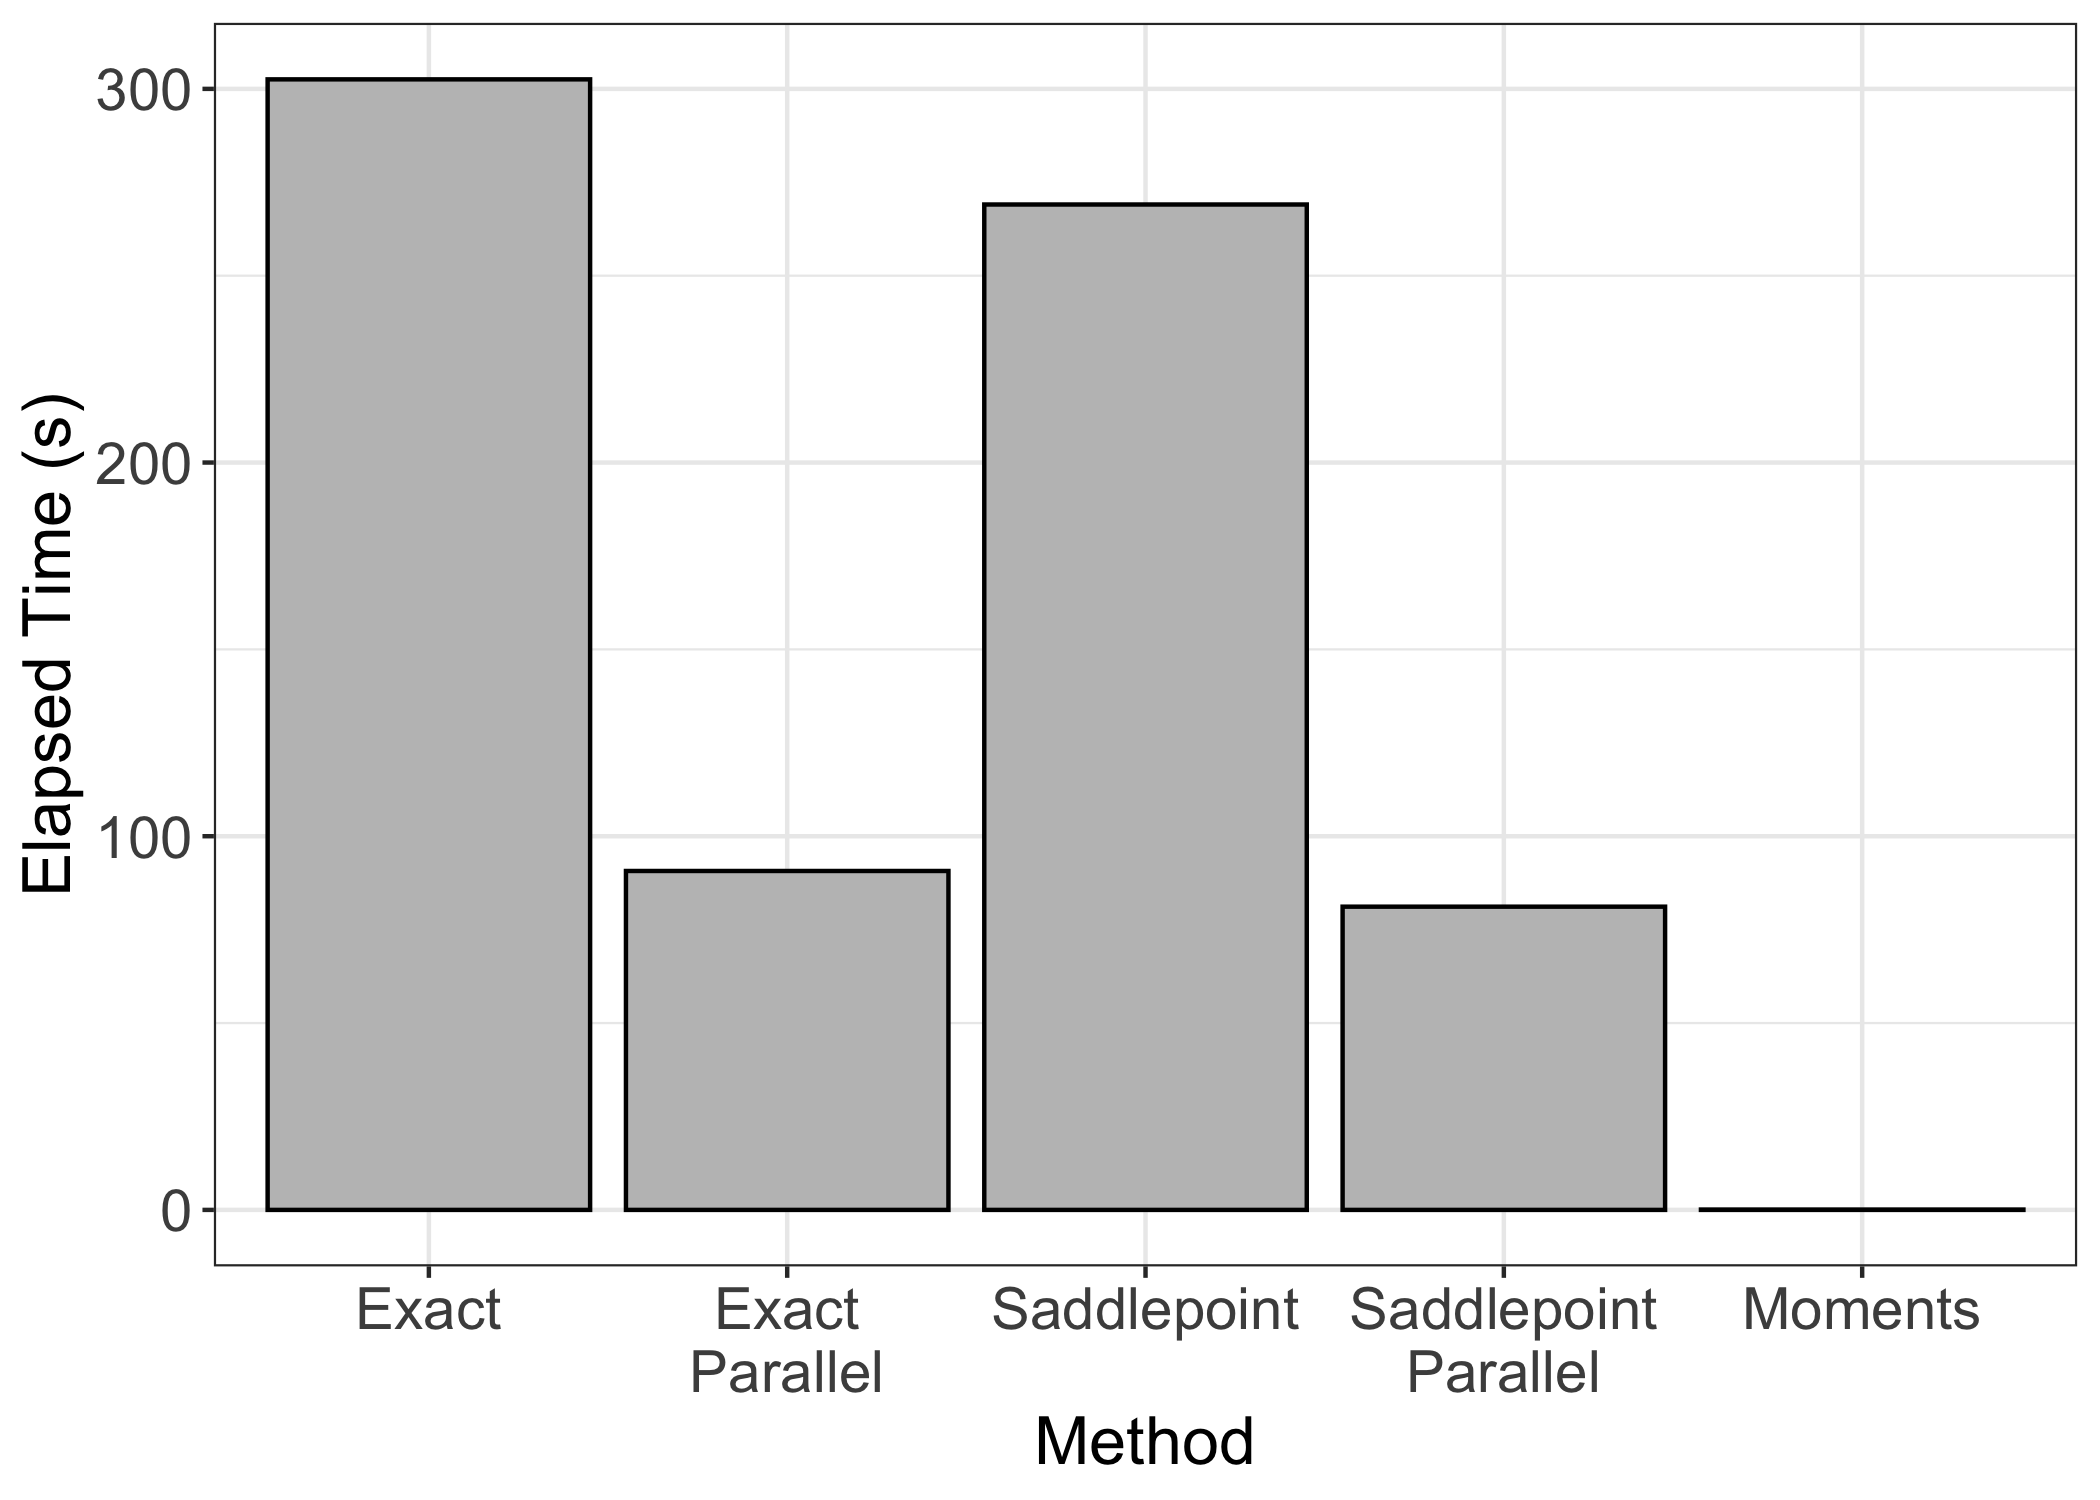 Elapsed Time (s)
300
200
100
0
Exact
Exact
Parallel
Saddlepoint
Saddlepoint
Parallel
Moments
Method